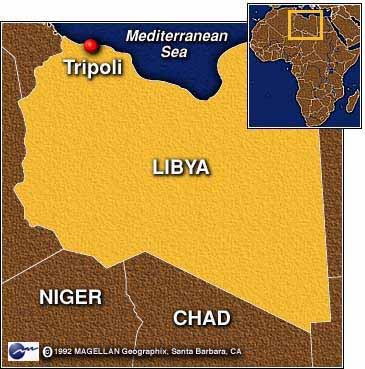 Mediterranean
Sea
Tripoli
LIBYA
NIGER
CHAD
1992 MAGELLAN Geographix, Santa Barbara, CA